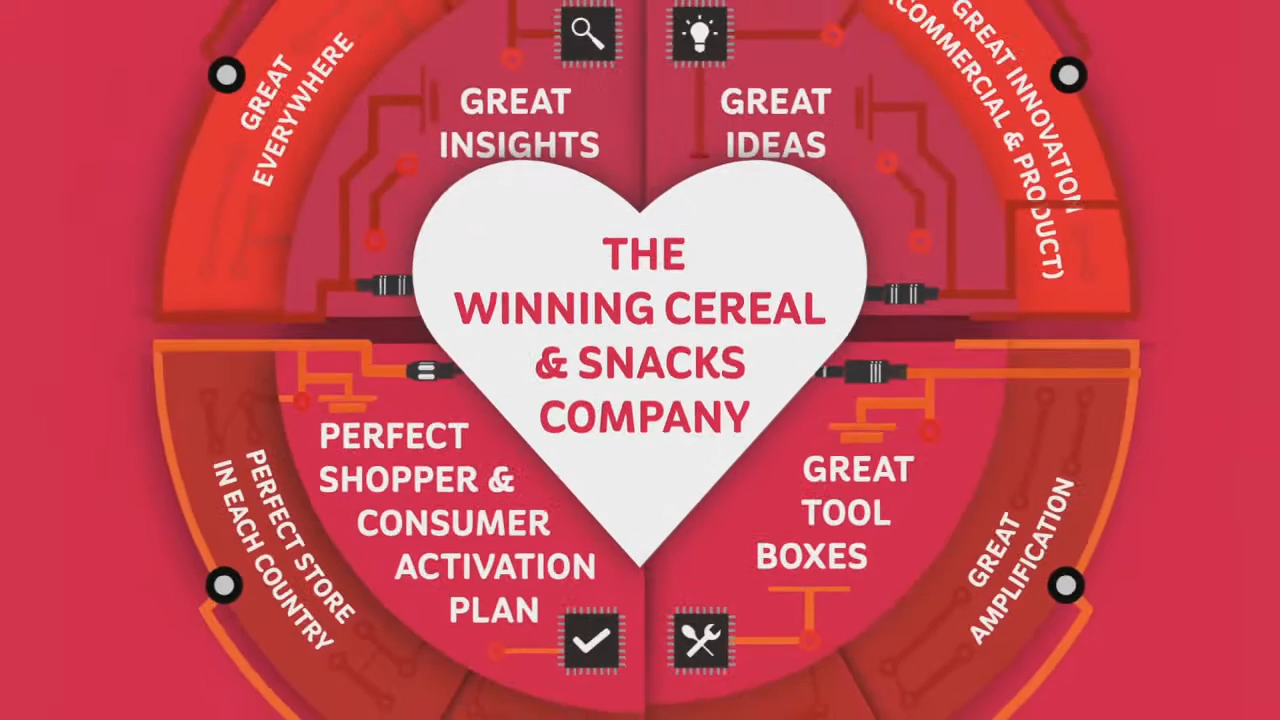 GREAT
EVERYWHERE
GREAT
INSIGHTS
GREAT
IDEAS
GREAT INNOVATION
(COMMERCIAL & PRODUCT)
THE
WINNING CEREAL
& SNACKS
COMPANY
PERFECT STORE
IN EACH COUNTRY
PERFECT
SHOPPER &
CONSUMER
ACTIVATION
PLAN
GREAT
TOOL
BOXES
GREAT
AMPLIFICATION